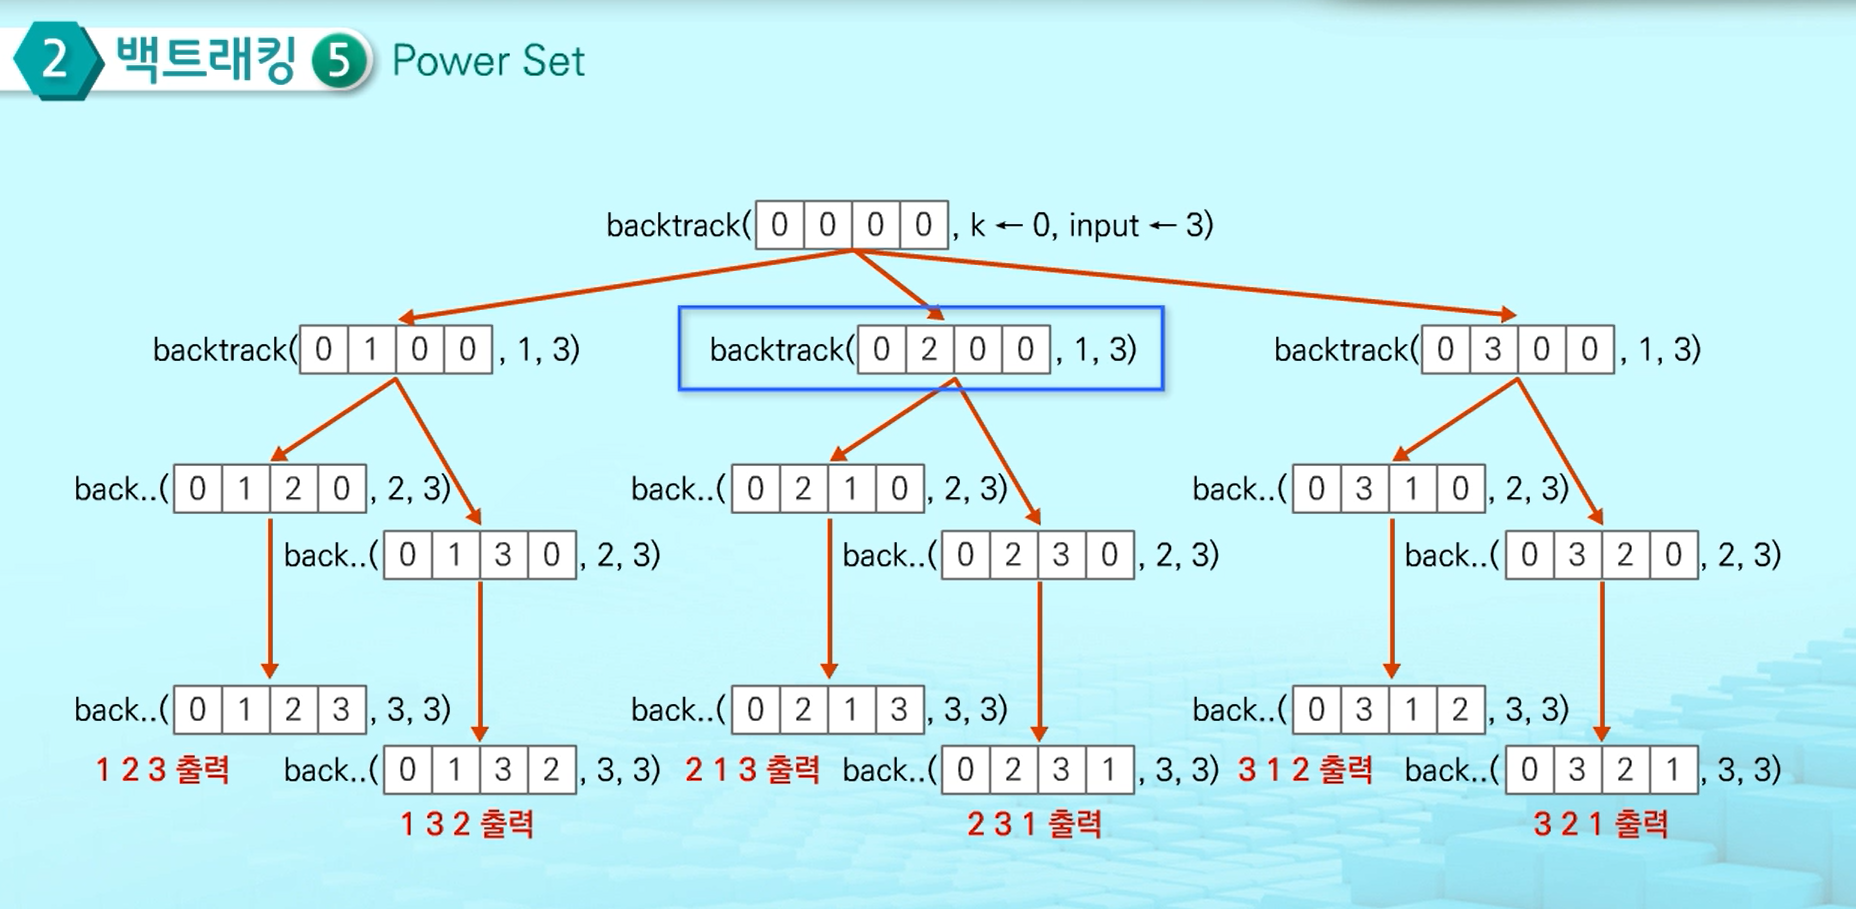 2 백트래킹 5 Power Set
backtrack( 0 0 0 0 , k ← 0, input ← 3)
backtrack( 0 1 0 0 , 1, 3)
backtrack( 0 2 0 0 , 1, 3)
backtrack( 0 3 0 0 , 1, 3)
back..( 0 1 2 0 , 2, 3)
back..( 0 2 1 0 , 2, 3)
back..( 0 3 1 0 , 2, 3)
back..( 0 1 3 0 , 2, 3)
back..( 0 2 3 0 , 2, 3)
back..( 0 3 2 0 , 2, 3)
back..( 0 1 2 3 , 3, 3)
back..( 0 2 1 3 , 3, 3)
back..( 0 3 1 2 , 3, 3)
1 2 3 출력
back..( 0 1 3 2 , 3, 3)
2 1 3 출력
back..( 0 2 3 1 , 3, 3)
3 1 2 출력
back..( 0 3 2 1 , 3, 3)
1 3 2 출력
2 3 1 출력
3 2 1 출력